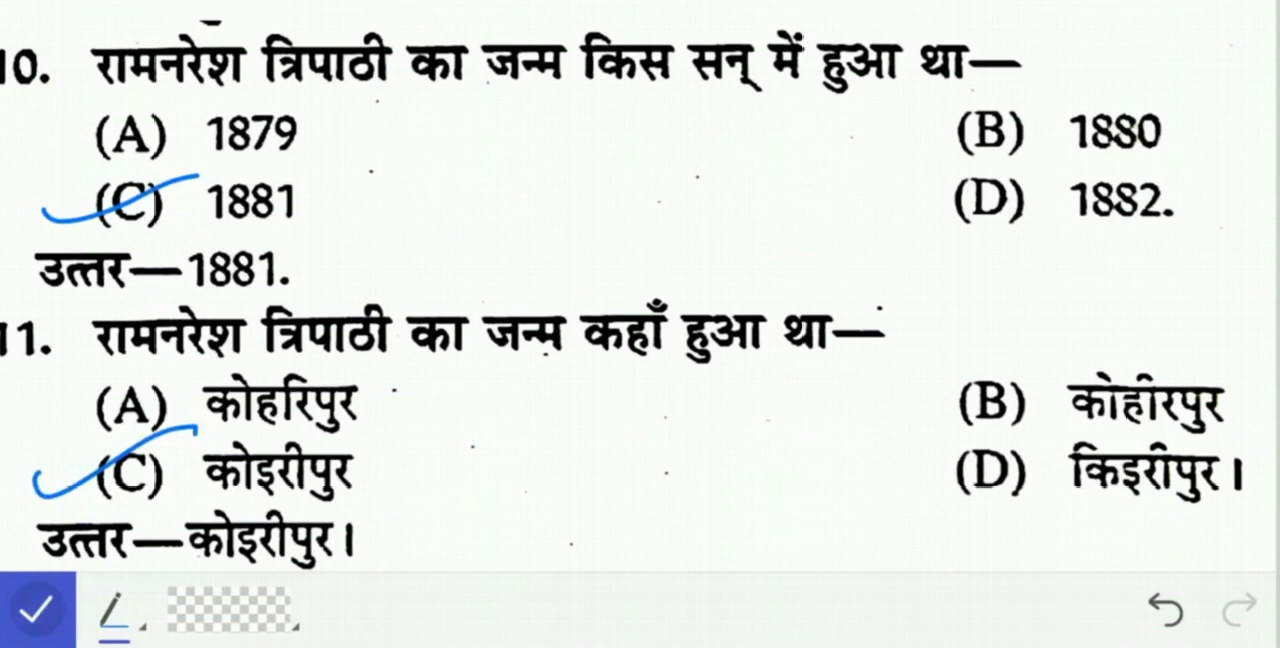 10. रामनरेश त्रिपाठी का जन्म किस सन् में हुआ था—
(A) 1879 (B) 1880
(C) 1881 (D) 1882.
उत्तर—1881.
11. रामनरेश त्रिपाठी का जन्म कहाँ हुआ था—
(A) कोहरिपुर (B) कोहीरपुर
(C) कोइरीपुर (D) किइरीपुर।
उत्तर—कोइरीपुर।